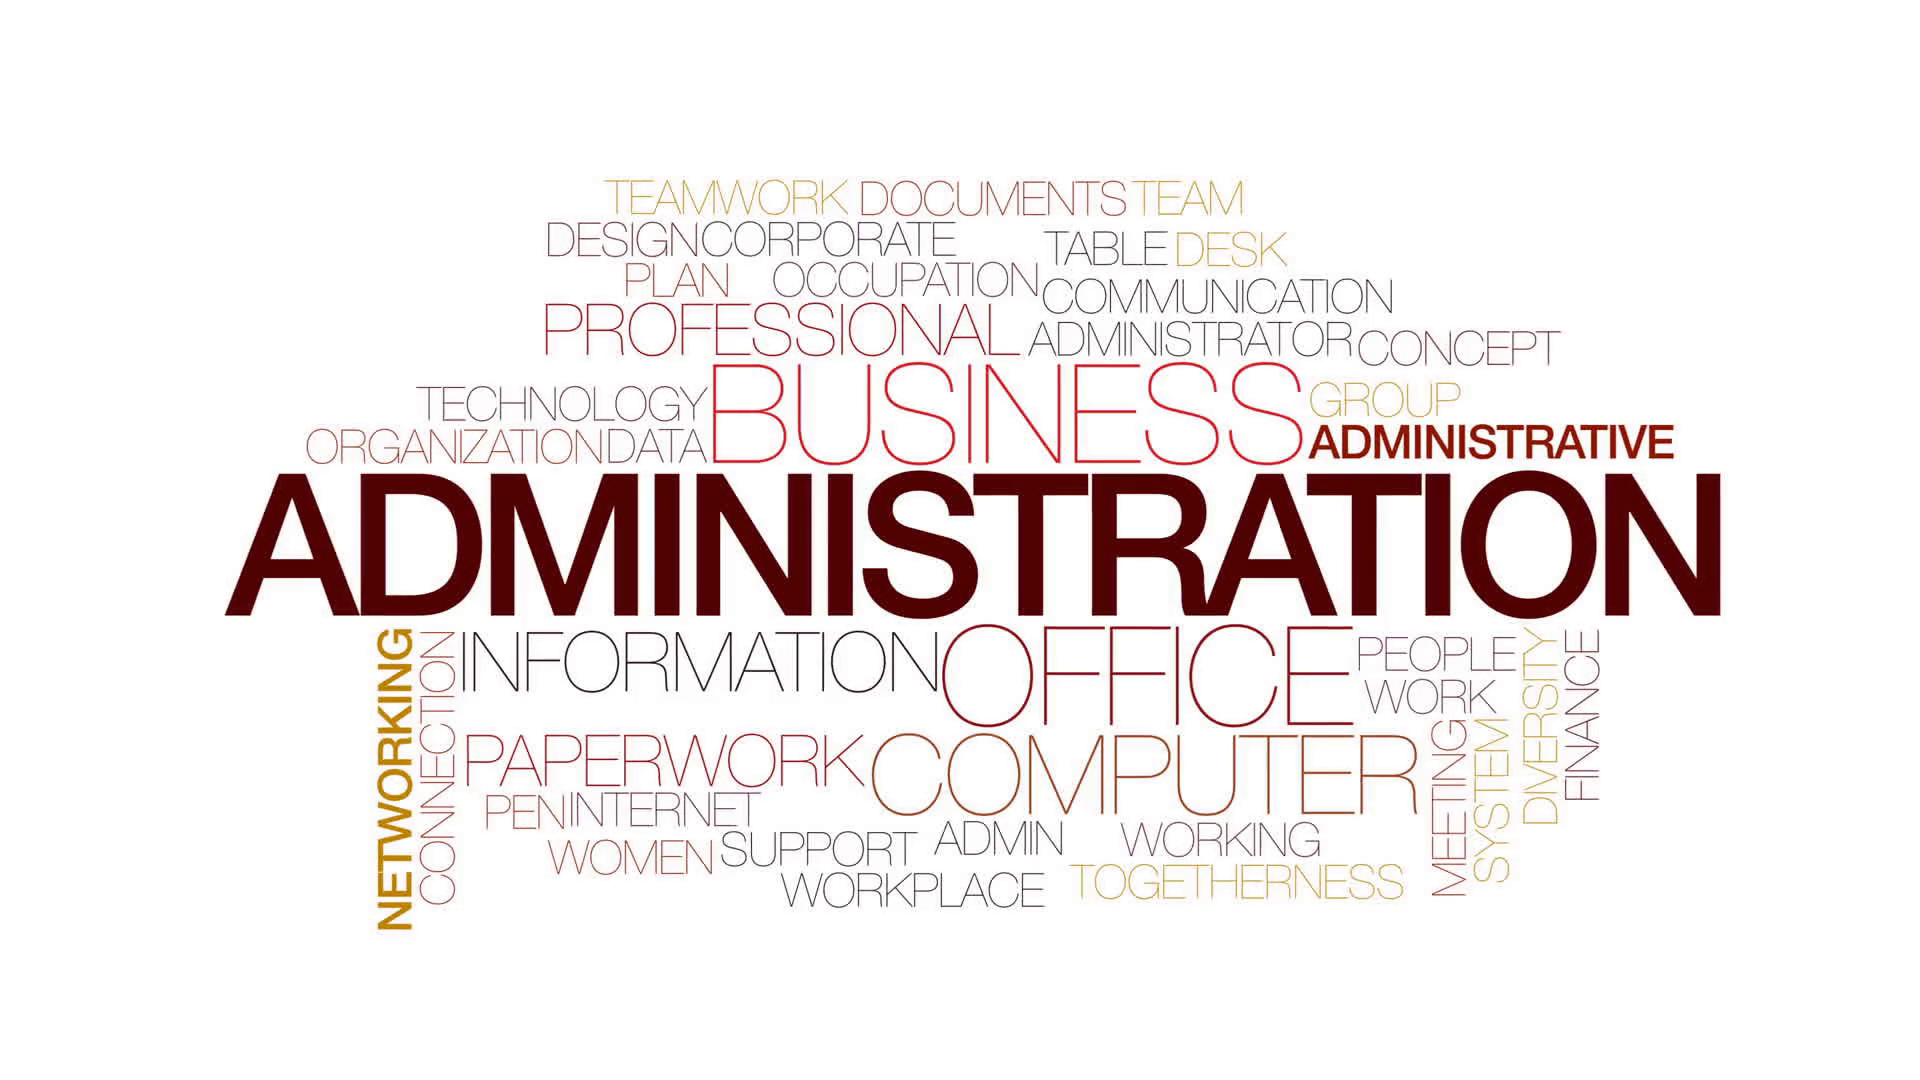 TEAMWORK DOCUMENTS TEAM
DESIGN CORPORATE TABLE DESK
PLAN OCCUPATION COMMUNICATION
PROFESSIONAL ADMINISTRATOR CONCEPT
TECHNOLOGY BUSINESS GROUP
ORGANIZATION DATA ADMINISTRATIVE
ADMINISTRATION
NETWORKING
CONNECTION
INFORMATION OFFICE PEOPLE
WORK
DIVERSITY
FINANCE
PAPERWORK COMPUTER
MEETING
SYSTEM
PEN INTERNET
WOMEN SUPPORT ADMIN WORKING
WORKPLACE TOGETHERNESS